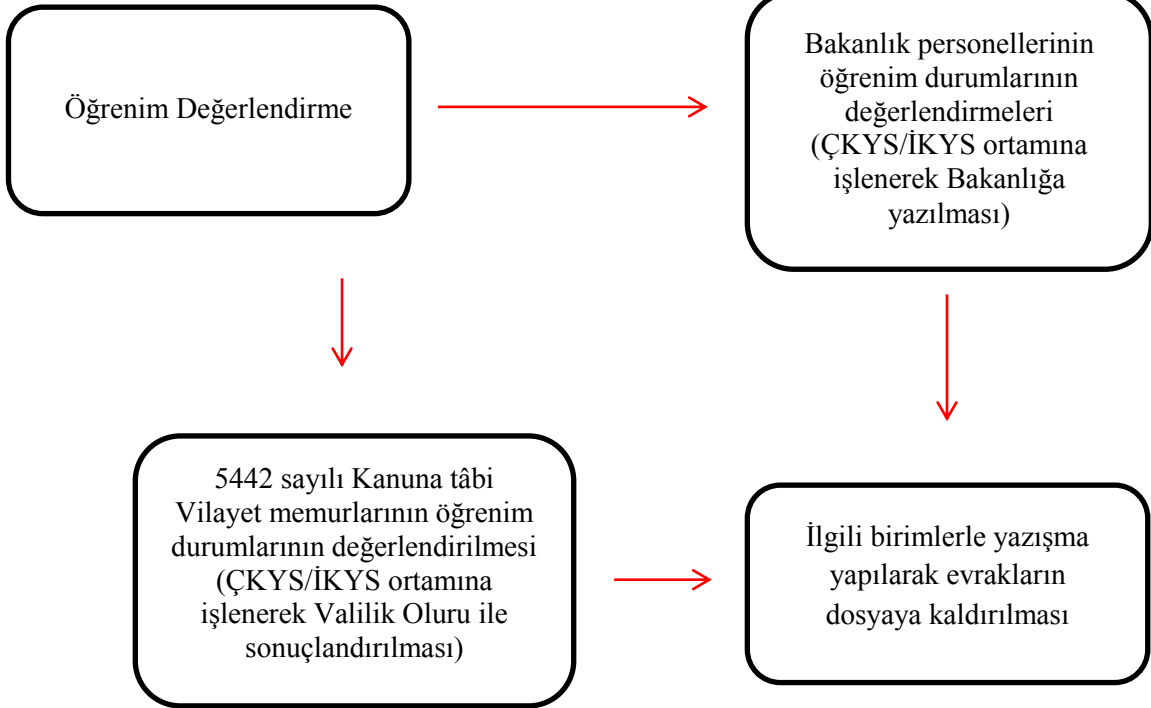 Öğrenim Değerlendirme
Bakanlık personellerinin
öğrenim durumlarının
değerlendirmeleri
(ÇKYS/İKYS ortamına
işlenerek Bakanlığa
yazılması)
5442 sayılı Kanuna tâbi
Vilayet memurlarının öğrenim
durumlarının değerlendirilmesi
(ÇKYS/İKYS ortamına
işlenerek Valilik Oluru ile
sonuçlandırılması)
İlgili birimlerle yazışma
yapılarak evrakların
dosyaya kaldırılması